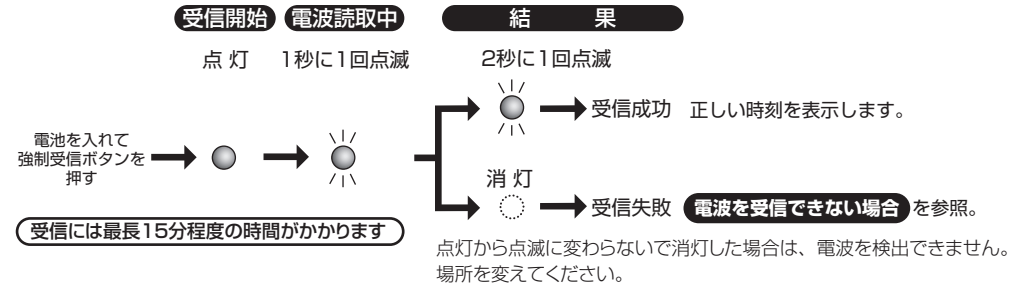 受信開始 電波読取中 結果
点灯 1秒に1回点滅 2秒に1回点滅
受信成功 正しい時刻を表示します。
電池を入れて
強制受信ボタンを
押す
消灯
受信失敗 電波を受信できない場合 を参照。
受信には最長15分程度の時間がかかります
点灯から点滅に変わらないで消灯した場合は、電波を検出できません。
場所を変えてください。